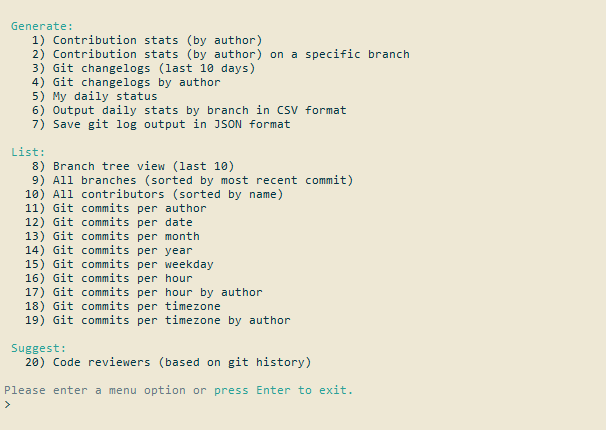 Generate:
1) Contribution stats (by author)
2) Contribution stats (by author) on a specific branch
3) Git changelogs (last 10 days)
4) Git changelogs by author
5) My daily status
6) Output daily stats by branch in CSV format
7) Save git log output in JSON format
List:
8) Branch tree view (last 10)
9) All branches (sorted by most recent commit)
10) All contributors (sorted by name)
11) Git commits per author
12) Git commits per date
13) Git commits per month
14) Git commits per year
15) Git commits per weekday
16) Git commits per hour
17) Git commits per hour by author
18) Git commits per timezone
19) Git commits per timezone by author
Suggest:
20) Code reviewers (based on git history)
Please enter a menu option or press Enter to exit.
>